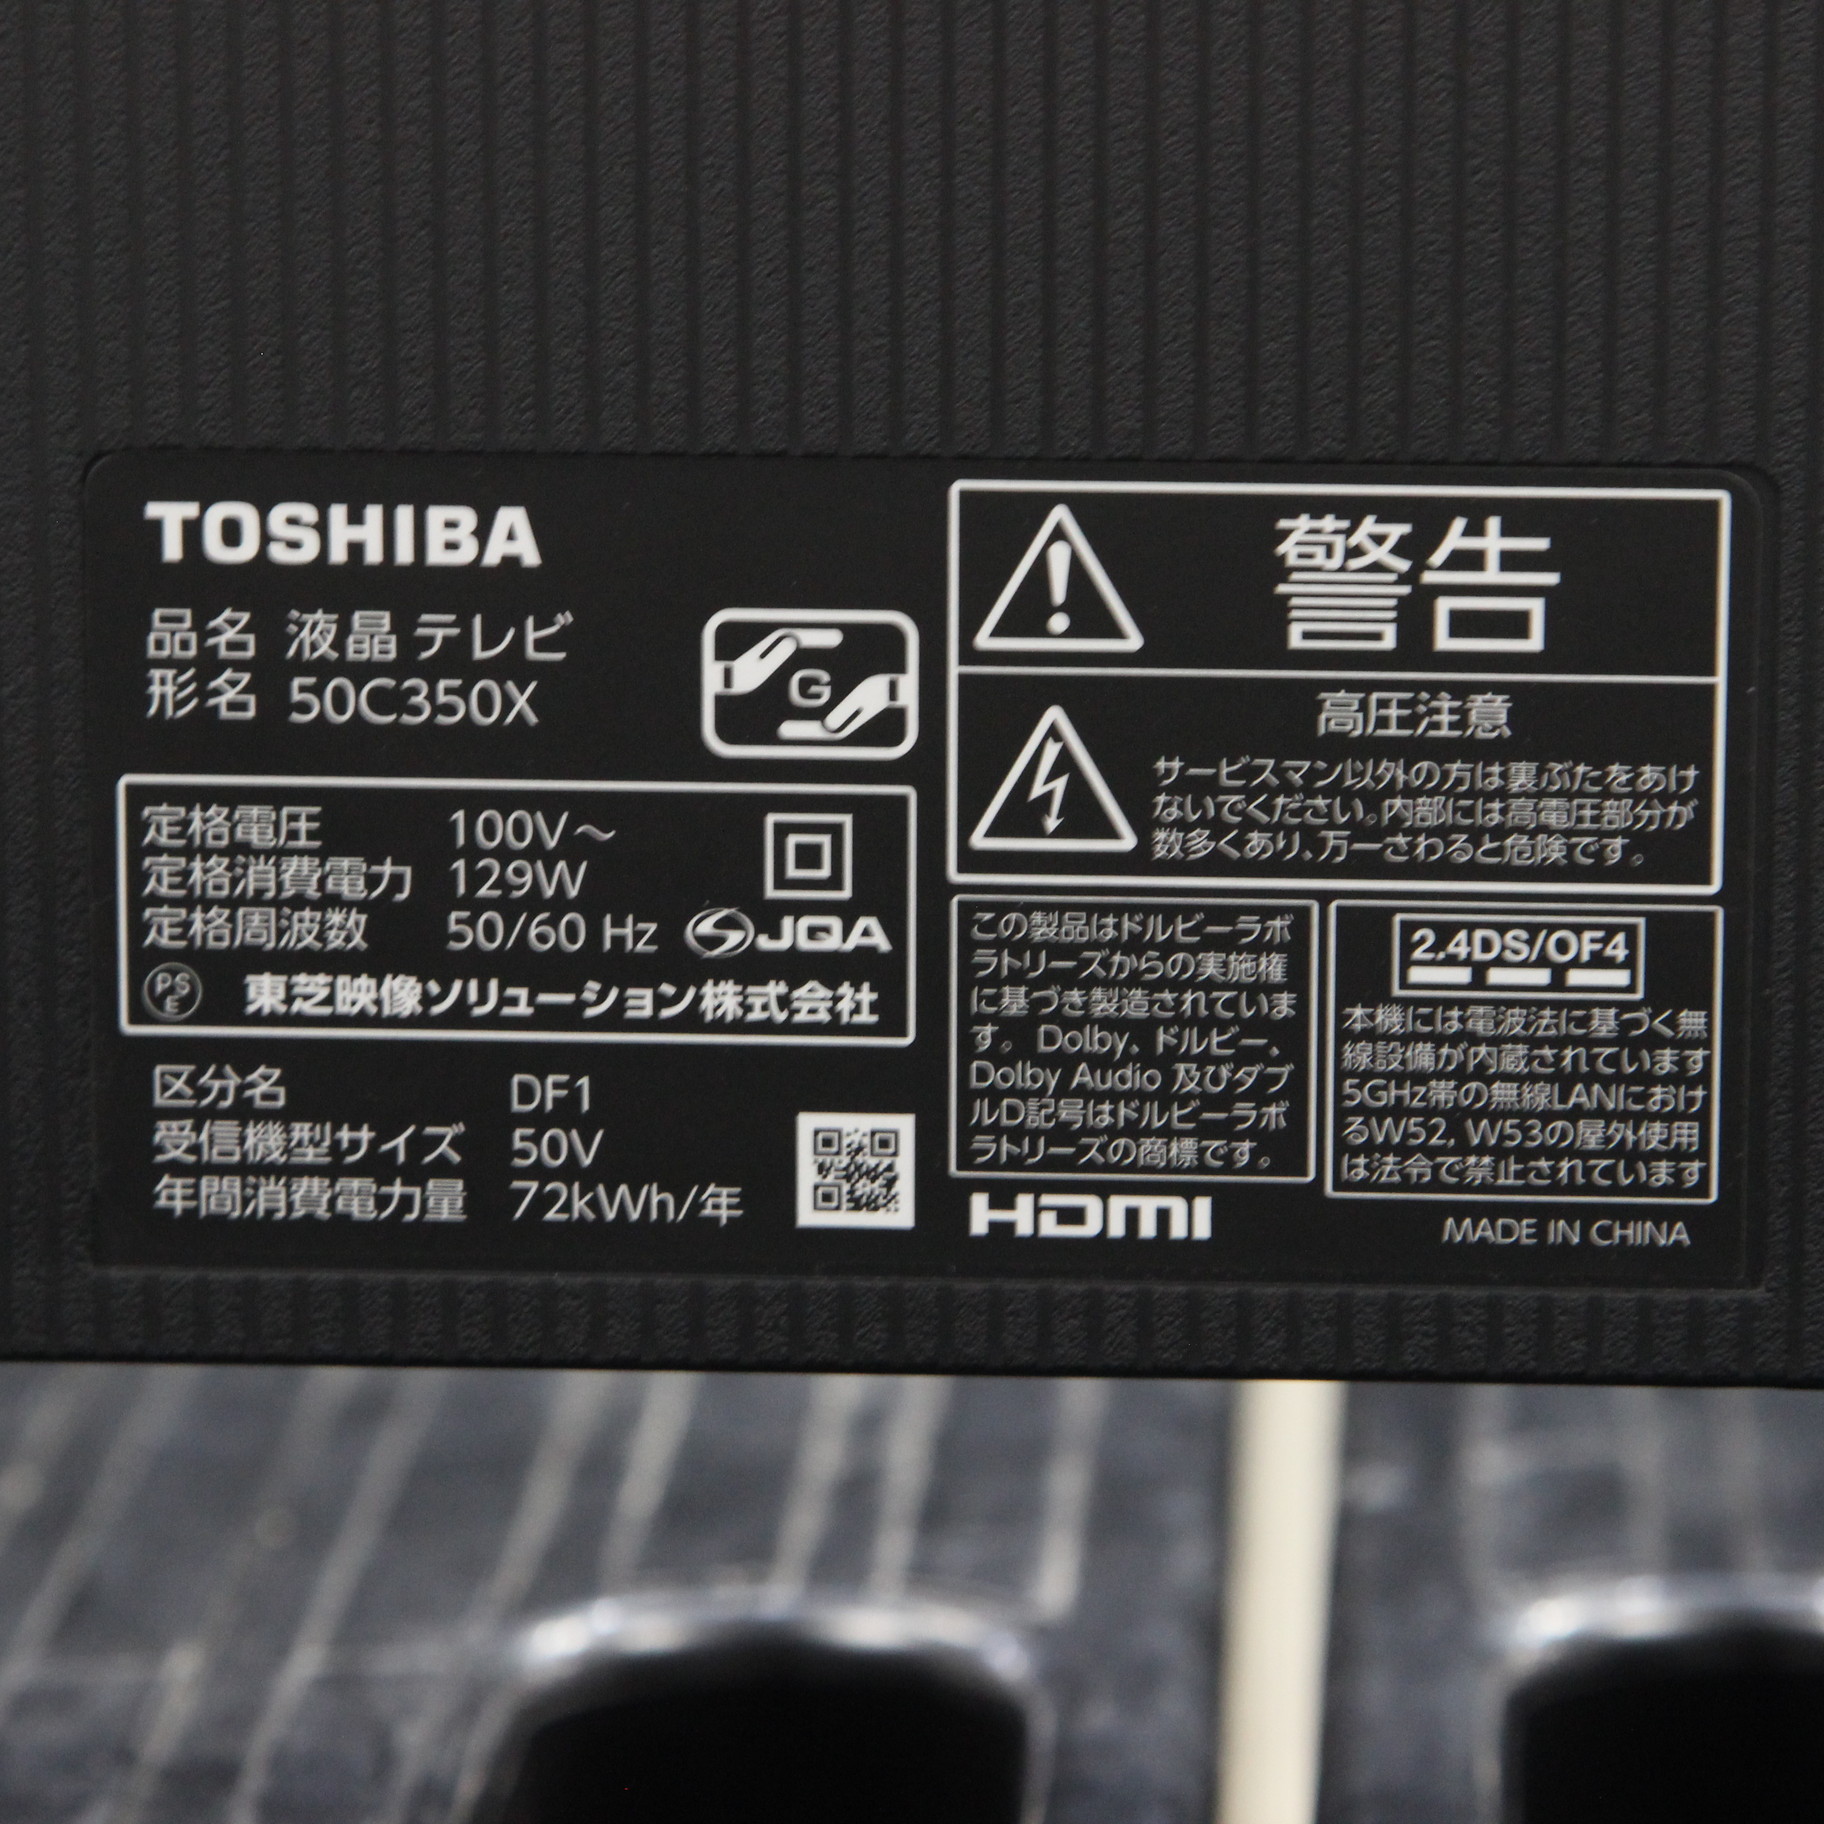 TOSHIBA
品名 液晶テレビ
形名 50C350X
G
定格電圧 100V～
定格消費電力 129W
定格周波数 50/60 Hz
JQA
PSE 東芝映像ソリューション株式会社
区分名 DF1
受信機型サイズ 50V
年間消費電力量 72kWh/年
警告
高圧注意
サービスマン以外の方は裏ぶたをあけ
ないでください。内部には高電圧部分が
数多くあり、万一さわると危険です。
この製品はドルビーラボ
ラトリーズからの実施権
に基づき製造されていま
す。 Dolby、ドルビー、
Dolby Audio 及びダブ
ルD記号はドルビーラボ
ラトリーズの商標です。
HDMI
2.4DS/OF4
本機には電波法に基づく無
線設備が内蔵されています
5GHz帯の無線LANにおけ
るW52, W53の屋外使用
は法令で禁止されています
MADE IN CHINA